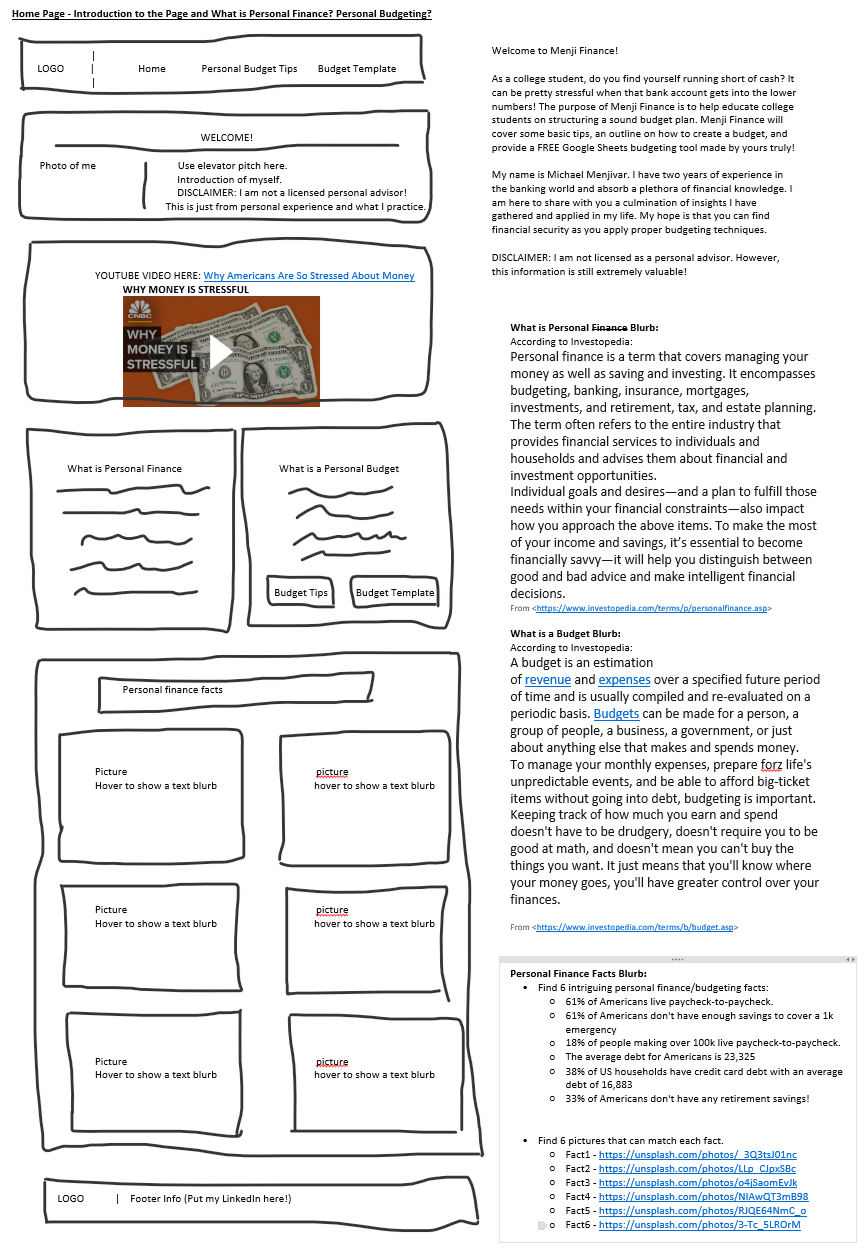 Home Page - Introduction to the Page and What is Personal Finance? Personal Budgeting?
LOGO | Home Personal Budget Tips Budget Template
WELCOME!
Photo of me
Use elevator pitch here.
Introduction of myself.
DISCLAIMER: I am not a licensed personal advisor!
This is just from personal experience and what I practice.
YOUTUBE VIDEO HERE: Why Americans Are So Stressed About Money
WHY MONEY IS STRESSFUL
CNBC
WHY
MONEY IS
STRESSFUL
What is Personal Finance
What is a Personal Budget
Budget Tips
Budget Template
Personal finance facts
Picture
Hover to show a text blurb
picture
hover to show a text blurb
Picture
Hover to show a text blurb
picture
hover to show a text blurb
Picture
Hover to show a text blurb
picture
hover to show a text blurb
LOGO | Footer Info (Put my LinkedIn here!)
Welcome to Menji Finance!
As a college student, do you find yourself running short of cash? It
can be pretty stressful when that bank account gets into the lower
numbers! The purpose of Menji Finance is to help educate college
students on structuring a sound budget plan. Menji Finance will
cover some basic tips, an outline on how to create a budget, and
provide a FREE Google Sheets budgeting tool made by yours truly!
My name is Michael Menjivar. I have two years of experience in
the banking world and absorb a plethora of financial knowledge. I
am here to share with you a culmination of insights I have
gathered and applied in my life. My hope is that you can find
financial security as you apply proper budgeting techniques.
DISCLAIMER: I am not licensed as a personal advisor. However,
this information is still extremely valuable!
What is Personal Finance Blurb:
According to Investopedia:
Personal finance is a term that covers managing your
money as well as saving and investing. It encompasses
budgeting, banking, insurance, mortgages,
investments, and retirement, tax, and estate planning.
The term often refers to the entire industry that
provides financial services to individuals and
households and advises them about financial and
investment opportunities.
Individual goals and desires—and a plan to fulfill those
needs within your financial constraints—also impact
how you approach the above items. To make the most
of your income and savings, it’s essential to become
financially savvy—it will help you distinguish between
good and bad advice and make intelligent financial
decisions.
From <https://www.investopedia.com/terms/p/personalfinance.asp>
What is a Budget Blurb:
According to Investopedia:
A budget is an estimation
of revenue and expenses over a specified future period
of time and is usually compiled and re-evaluated on a
periodic basis. Budgets can be made for a person, a
group of people, a business, a government, or just
about anything else that makes and spends money.
To manage your monthly expenses, prepare forz life's
unpredictable events, and be able to afford big-ticket
items without going into debt, budgeting is important.
Keeping track of how much you earn and spend
doesn't have to be drudgery, doesn't require you to be
good at math, and doesn't mean you can't buy the
things you want. It just means that you'll know where
your money goes, you'll have greater control over your
finances.
From <https://www.investopedia.com/terms/b/budget.asp>
Personal Finance Facts Blurb:
• Find 6 intriguing personal finance/budgeting facts:
○ 61% of Americans live paycheck-to-paycheck.
○ 61% of Americans don't have enough savings to cover a 1k
emergency
○ 18% of people making over 100k live paycheck-to-paycheck.
○ The average debt for Americans is 23,325
○ 38% of US households have credit card debt with an average
debt of 16,883
○ 33% of Americans don't have any retirement savings!
• Find 6 pictures that can match each fact.
○ Fact1 - https://unsplash.com/photos/_3Q3tsJ01nc
○ Fact2 - https://unsplash.com/photos/LLp_CJpxSBc
○ Fact3 - https://unsplash.com/photos/o4jSaomEvJk
○ Fact4 - https://unsplash.com/photos/NIAwQT3mB98
○ Fact5 - https://unsplash.com/photos/RJQE64NmC_o
○ Fact6 - https://unsplash.com/photos/3-Tc_5LROrM